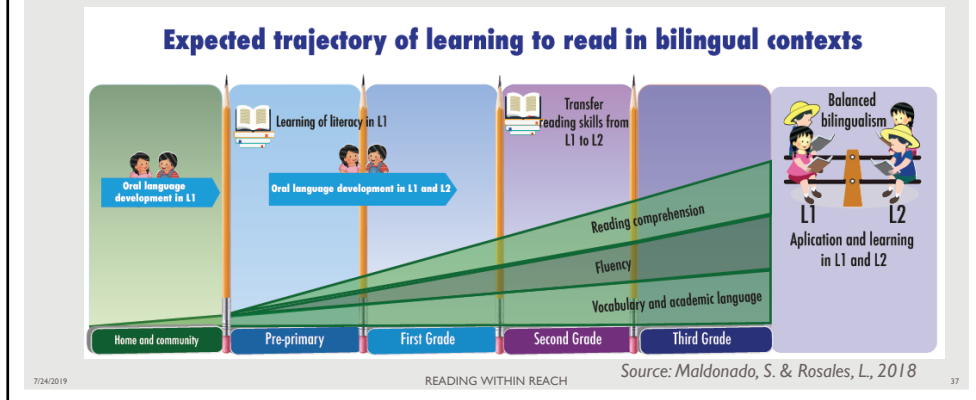 Expected trajectory of learning to read in bilingual contexts
Learning of literacy in L1
Transfer
reading skills from
L1 to L2
Balanced
bilingualism
Oral language
development in L1
Oral language development in L1 and L2
L1
L2
Aplication and learning
in L1 and L2
Reading comprehension
Fluency
Vocabulary and academic language
Home and community
Pre-primary
First Grade
Second Grade
Third Grade
Source: Maldonado, S. & Rosales, L., 2018
7/24/2019
READING WITHIN REACH
37